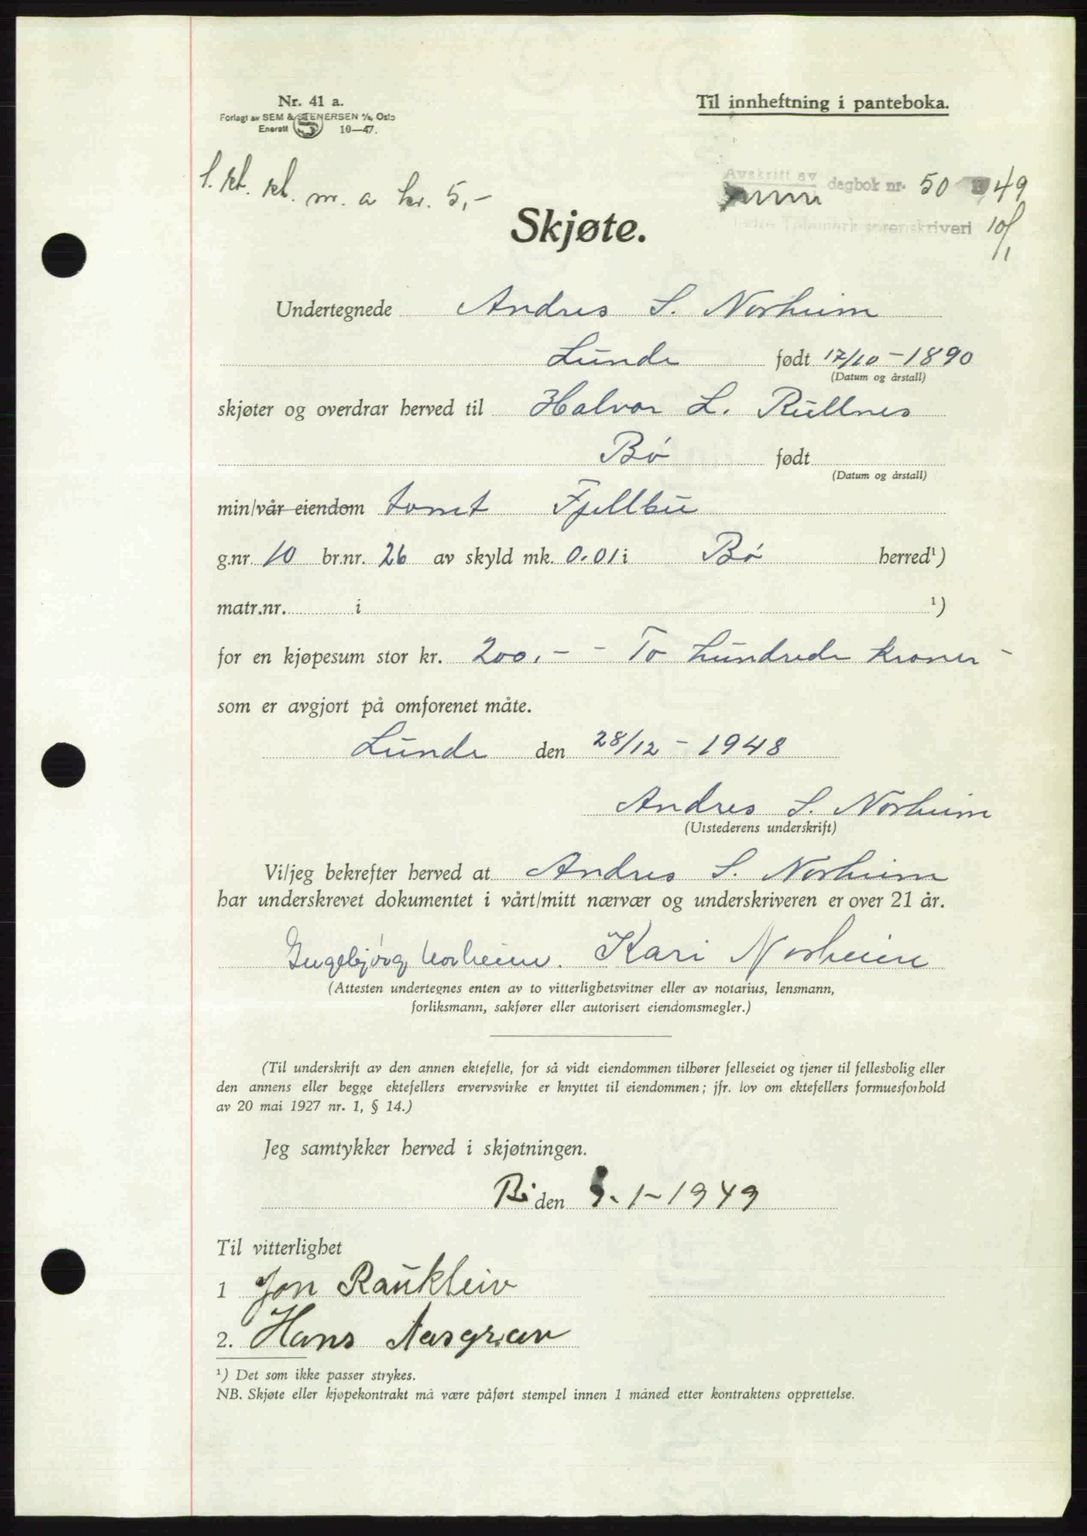 Nr. 41 a.
Forlagt av SEM & STENERSEN A/s, Oslo
Enerett 10—47.
Til innheftning i panteboka.
Avskrift av dagbok nr. 50 1949
sorenskriveri 10/1
m. a kr. 5,-
Skjøte.
Undertegnede Andres S. Norheim
Lunde født 17/10-1890
(Datum og årstall)
skjøter og overdrar herved til Halvor L. Rullnes
Bø født
(Datum og årstall)
min/vår eiendom tomt Fjellbu
g.nr. 10 br.nr. 26 av skyld mk. 0.01 i Bø herred¹)
matr.nr. i ¹)
for en kjøpesum stor kr. 200,- - To hundrede kroner -
som er avgjort på omforenet måte.
Lunde den 28/12-1948
Andres S. Norheim
(Utstederens underskrift)
Vi/jeg bekrefter herved at Andres S. Norheim
har underskrevet dokumentet i vårt/mitt nærvær og underskriveren er over 21 år.
Ingebjørg Norheim. Kari Norheim
(Attesten undertegnes enten av to vitterlighetsvitner eller av notarius, lensmann,
forliksmann, sakfører eller autorisert eiendomsmegler.)
(Til underskrift av den annen ektefelle, for så vidt eiendommen tilhører felleseiet og tjener til fellesbolig eller
den annens eller begge ektefellers ervervsvirke er knyttet til eiendommen; jfr. lov om ektefellers formuesforhold
av 20 mai 1927 nr. 1, § 14.)
Jeg samtykker herved i skjøtningen.
Bø den -1-1949
Til vitterlighet
1 Jon Raukleiv
2. Hans Aasgrav
¹) Det som ikke passer strykes.
NB. Skjøte eller kjøpekontrakt må være påført stempel innen 1 måned etter kontraktens opprettelse.